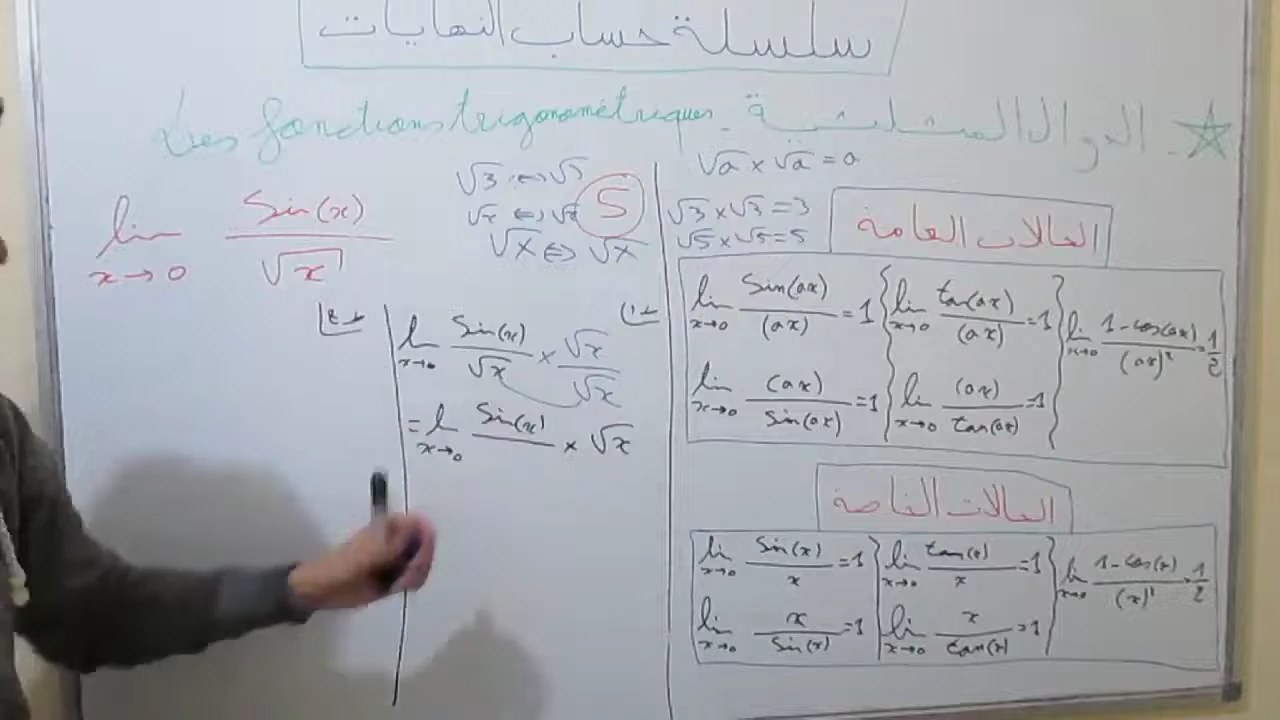 سلسلة حساب النهايات
Les fonctions trigonométriques _ الدوال المثلثية
lim x→0 sin(x)/√x
√3 ⇔ √3
√x ⇔ √x
√x ⇔ √x
5
√a × √a = a
√3 × √3 = 3
√5 × √5 = 5
ط1)
lim x→0 sin(x)/√x × √x/√x
= lim x→0 sin(x)/ × √x
ط2)
الحالات العامة
lim x→0 sin(ax)/(ax) = 1
lim x→0 tan(ax)/(ax) = 1
lim x→0 1-cos(ax)/(ax)² = 1/2
lim x→0 (ax)/sin(ax) = 1
lim x→0 (ax)/tan(ax) = 1
الحالات الخاصة
lim x→0 sin(x)/x = 1
lim x→0 tan(x)/x = 1
lim x→0 1-cos(x)/(x)² = 1/2
lim x→0 x/sin(x) = 1
lim x→0 x/tan(x) = 1